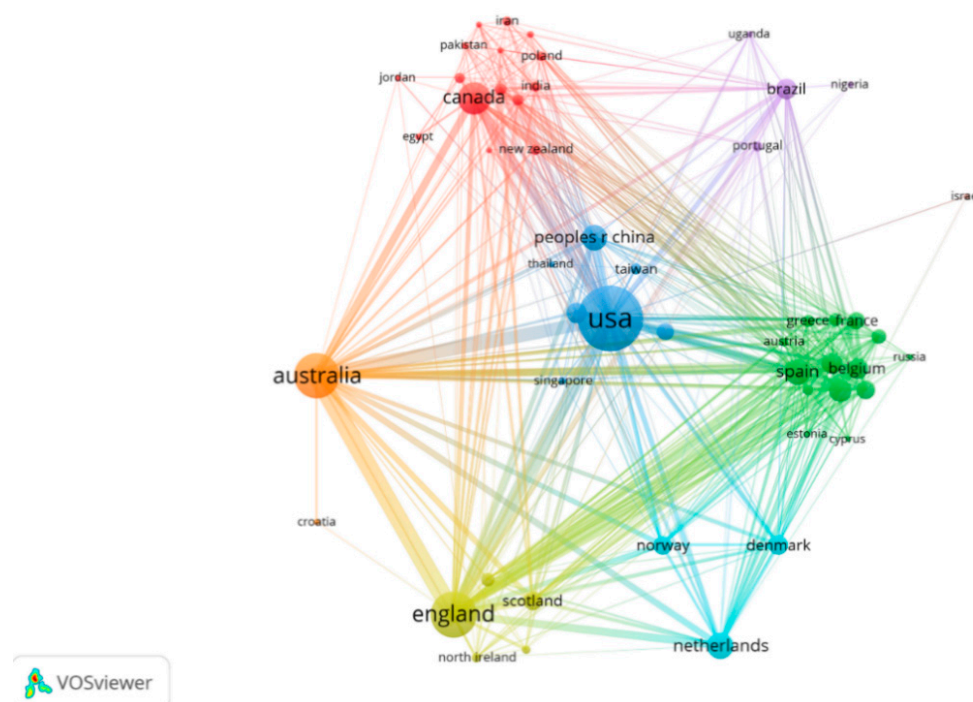 iran
uganda
pakistan
poland
jordan
india
brazil
nigeria
canada
egypt
new zealand
portugal
israe
peoples r china
thailand
taiwan
usa
greece
france
austria
russia
australia
singapore
spain
belgium
estonia
cyprus
croatia
norway
denmark
england
scotland
netherlands
north ireland
VOSviewer